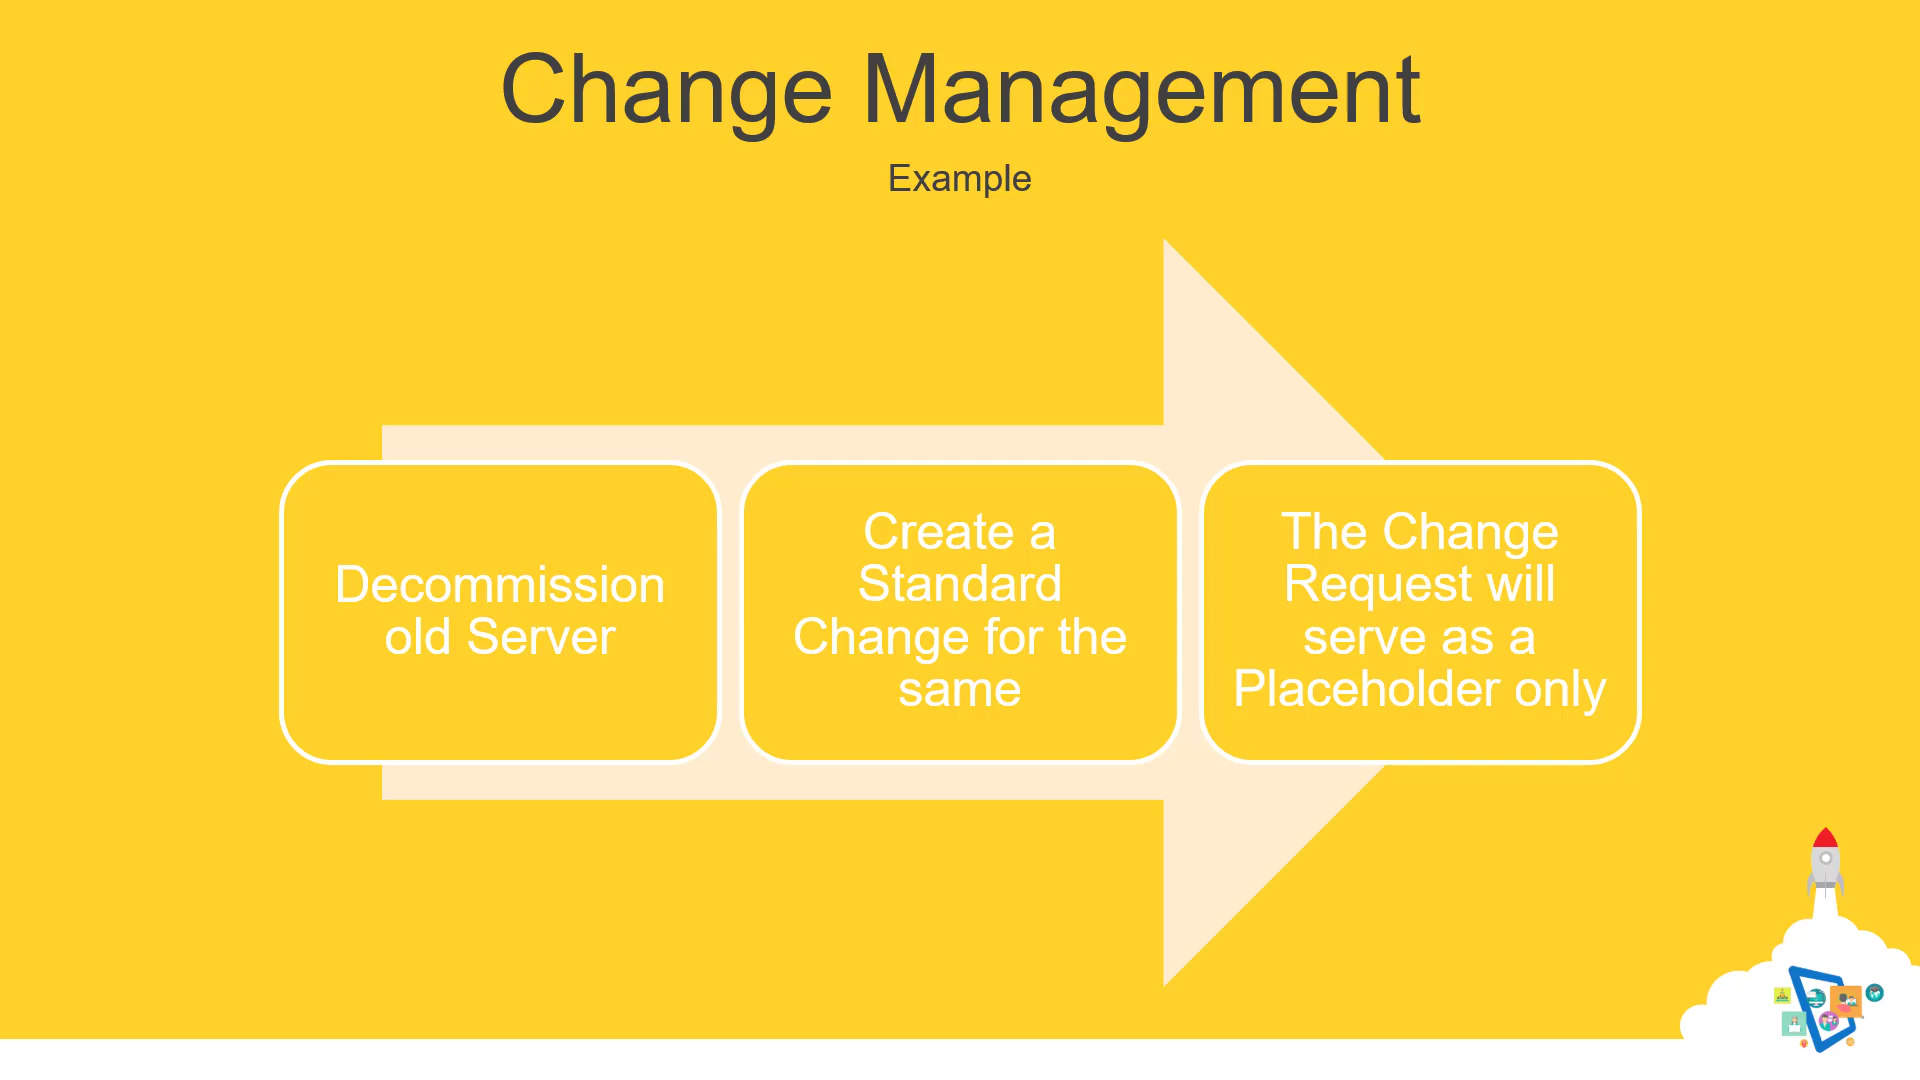 Change Management
Example
Decommission
old Server
Create a
Standard
Change for the
same
The Change
Request will
serve as a
Placeholder only